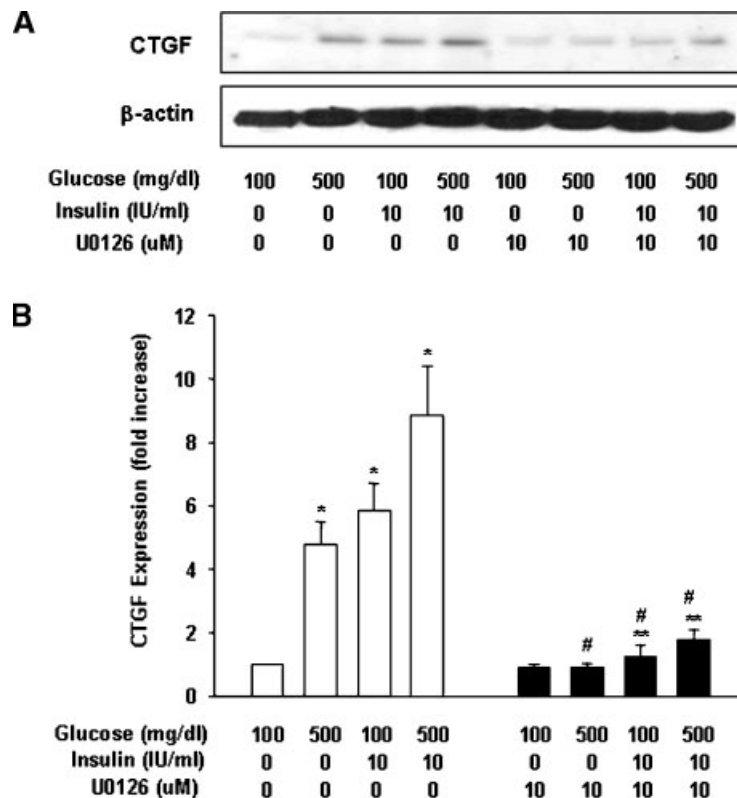 A
CTGF
β-actin
Glucose (mg/dl) 100 500 100 500 100 500 100 500
Insulin (IU/ml) 0 0 10 10 0 0 10 10
U0126 (uM) 0 0 0 0 10 10 10 10
B
CTGF Expression (fold increase)
12
10
8
6
4
2
0
* * * * # # ** # **
Glucose (mg/dl) 100 500 100 500 100 500 100 500
Insulin (IU/ml) 0 0 10 10 0 0 10 10
U0126 (uM) 0 0 0 0 10 10 10 10